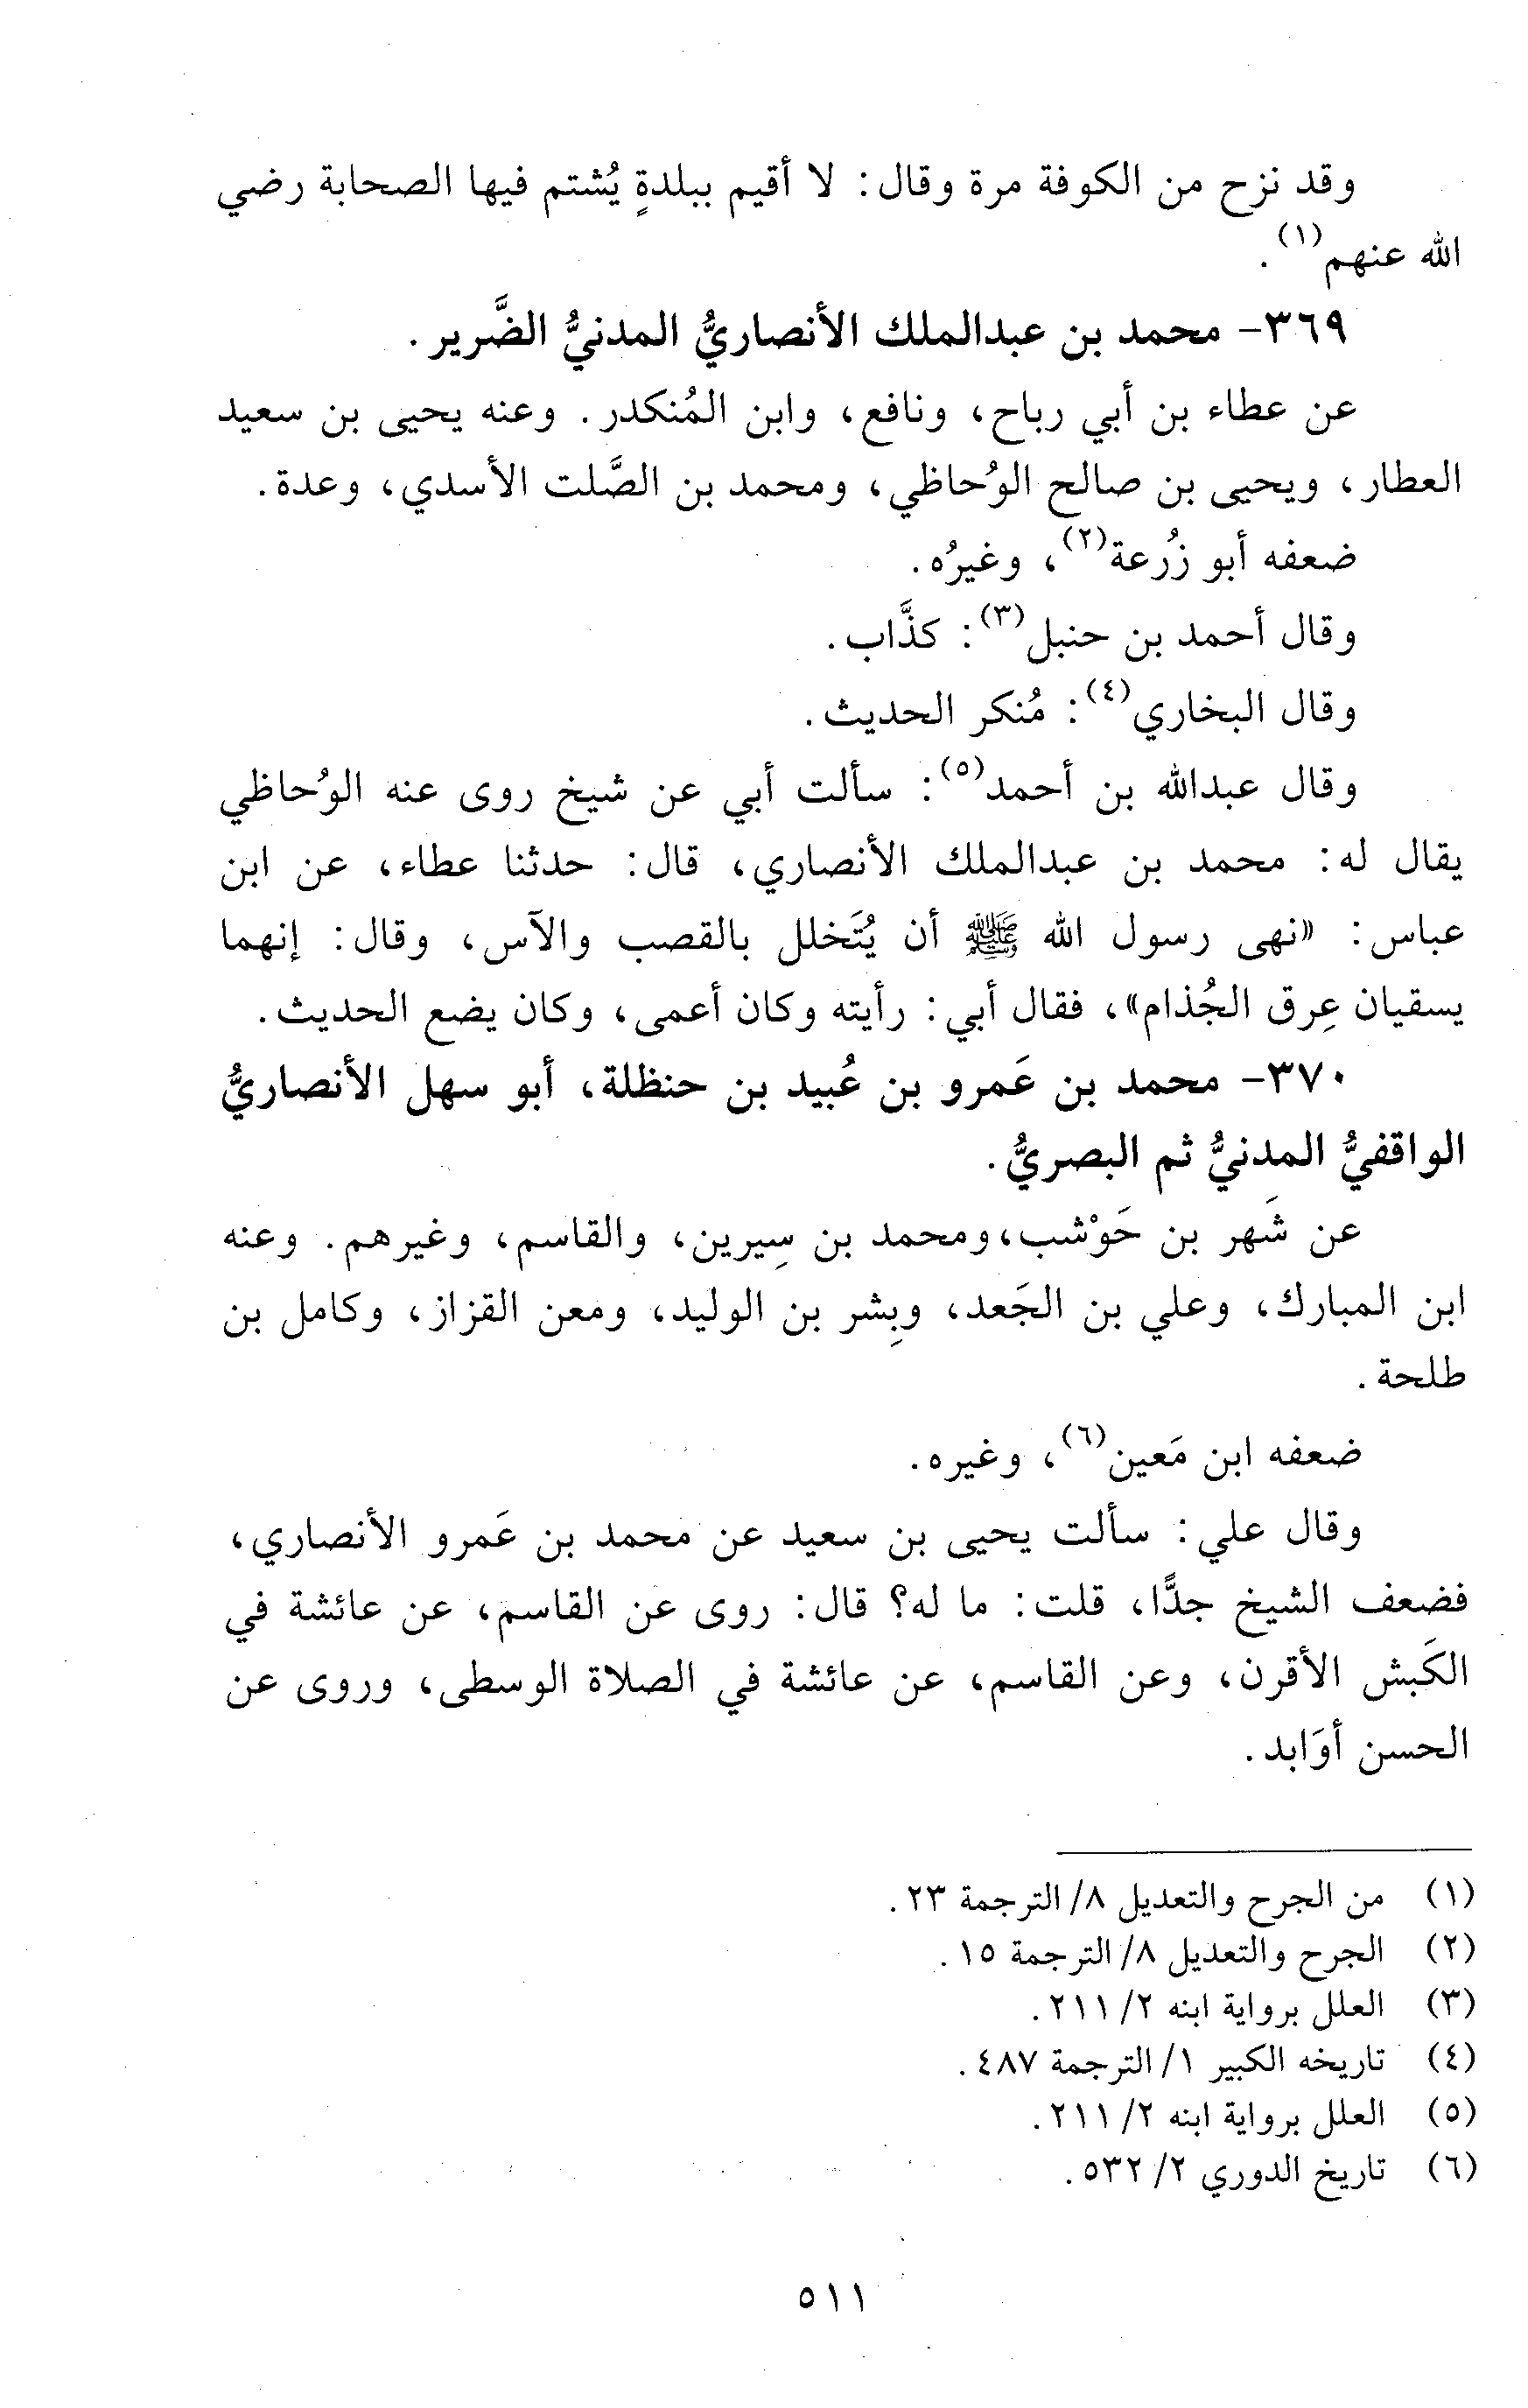 وقد نزح من الكوفة مرة وقال: لا أقيم ببلدةٍ يُشتم فيها الصحابة رضي
الله عنهم(١).
٣٦٩- محمد بن عبدالملك الأنصاريُّ المدنيُّ الضَّرير.
عن عطاء بن أبي رباح، ونافع، وابن المُنكدر. وعنه يحيى بن سعيد
العطار، ويحيى بن صالح الوُحاظي، ومحمد بن الصَّلت الأسدي، وعدة.
ضعفه أبو زُرعة(٢)، وغيرُه.
وقال أحمد بن حنبل(٣): كذَّاب.
وقال البخاري(٤): مُنكر الحديث.
وقال عبدالله بن أحمد(٥): سألت أبي عن شيخ روى عنه الوُحاظي
يقال له: محمد بن عبدالملك الأنصاري، قال: حدثنا عطاء، عن ابن
عباس: «نهى رسول الله ﷺ أن يُتَخلل بالقصب والآس، وقال: إنهما
يسقيان عِرق الجُذام»، فقال أبي: رأيته وكان أعمى، وكان يضع الحديث.
٣٧٠- محمد بن عَمرو بن عُبيد بن حنظلة، أبو سهل الأنصاريُّ
الواقفيُّ المدنيُّ ثم البصريُّ.
عن شَهر بن حَوْشب، ومحمد بن سِيرين، والقاسم، وغيرهم. وعنه
ابن المبارك، وعلي بن الجَعد، وبِشر بن الوليد، ومعن القزاز، وكامل بن
طلحة.
ضعفه ابن مَعين(٦)، وغيره.
وقال علي: سألت يحيى بن سعيد عن محمد بن عَمرو الأنصاري،
فضعف الشيخ جدًّا، قلت: ما له؟ قال: روى عن القاسم، عن عائشة في
الكَبش الأقرن، وعن القاسم، عن عائشة في الصلاة الوسطى، وروى عن
الحسن أوَابد.
(١) من الجرح والتعديل ٨/ الترجمة ٢٣.
(٢) الجرح والتعديل ٨/ الترجمة ١٥.
(٣) العلل برواية ابنه ٢/ ٢١١.
(٤) تاريخه الكبير ١/ الترجمة ٤٨٧.
(٥) العلل برواية ابنه ٢/ ٢١١.
(٦) تاريخ الدوري ٢/ ٥٣٢.
٥١١